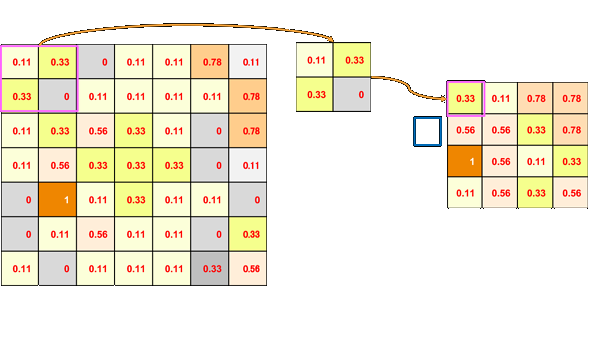 0.11 0.33 0 0.11 0.11 0.78 0.11
0.33 0 0.11 0.11 0.11 0.11 0.78
0.11 0.33 0.56 0.33 0.11 0 0.78
0.11 0.56 0.33 0.33 0.33 0 0.11
0 1 0.11 0.33 0.11 0.11 0
0 0.11 0.56 0.11 0.11 0 0.33
0.11 0 0.11 0.11 0.11 0.33 0.56
0.11 0.33
0.33 0
0.33 0.11 0.78 0.78
0.56 0.56 0.33 0.78
1 0.56 0.11 0.33
0.11 0.56 0.33 0.56